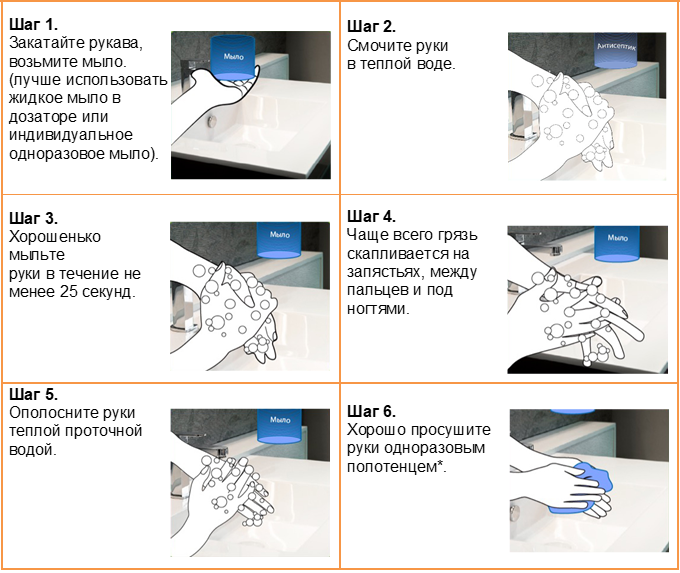 Шаг 1.
Закатайте рукава,
возьмите мыло.
(лучше использовать
жидкое мыло в
дозаторе или
индивидуальное
одноразовое мыло).
Мыло
Шаг 2.
Смочите руки
в теплой воде.
Антисептик
Шаг 3.
Хорошенько
мыльте
руки в течение не
менее 25 секунд.
Мыло
Шаг 4.
Чаще всего грязь
скапливается на
запястьях, между
пальцев и под
ногтями.
Мыло
Шаг 5.
Ополосните руки
теплой проточной
водой.
Мыло
Шаг 6.
Хорошо просушите
руки одноразовым
полотенцем*.